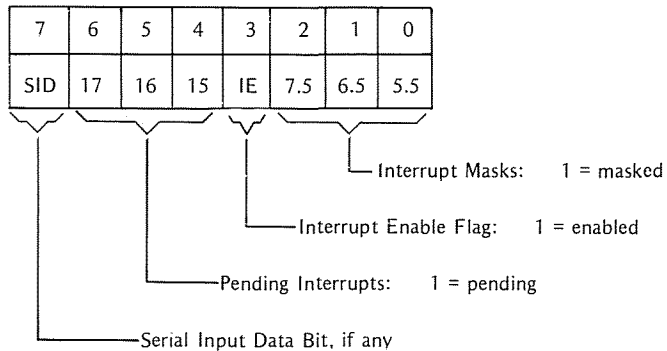 7 6 5 4 3 2 1 0
SID 17 16 15 IE 7.5 6.5 5.5
Interrupt Masks: 1 = masked
Interrupt Enable Flag: 1 = enabled
Pending Interrupts: 1 = pending
Serial Input Data Bit, if any